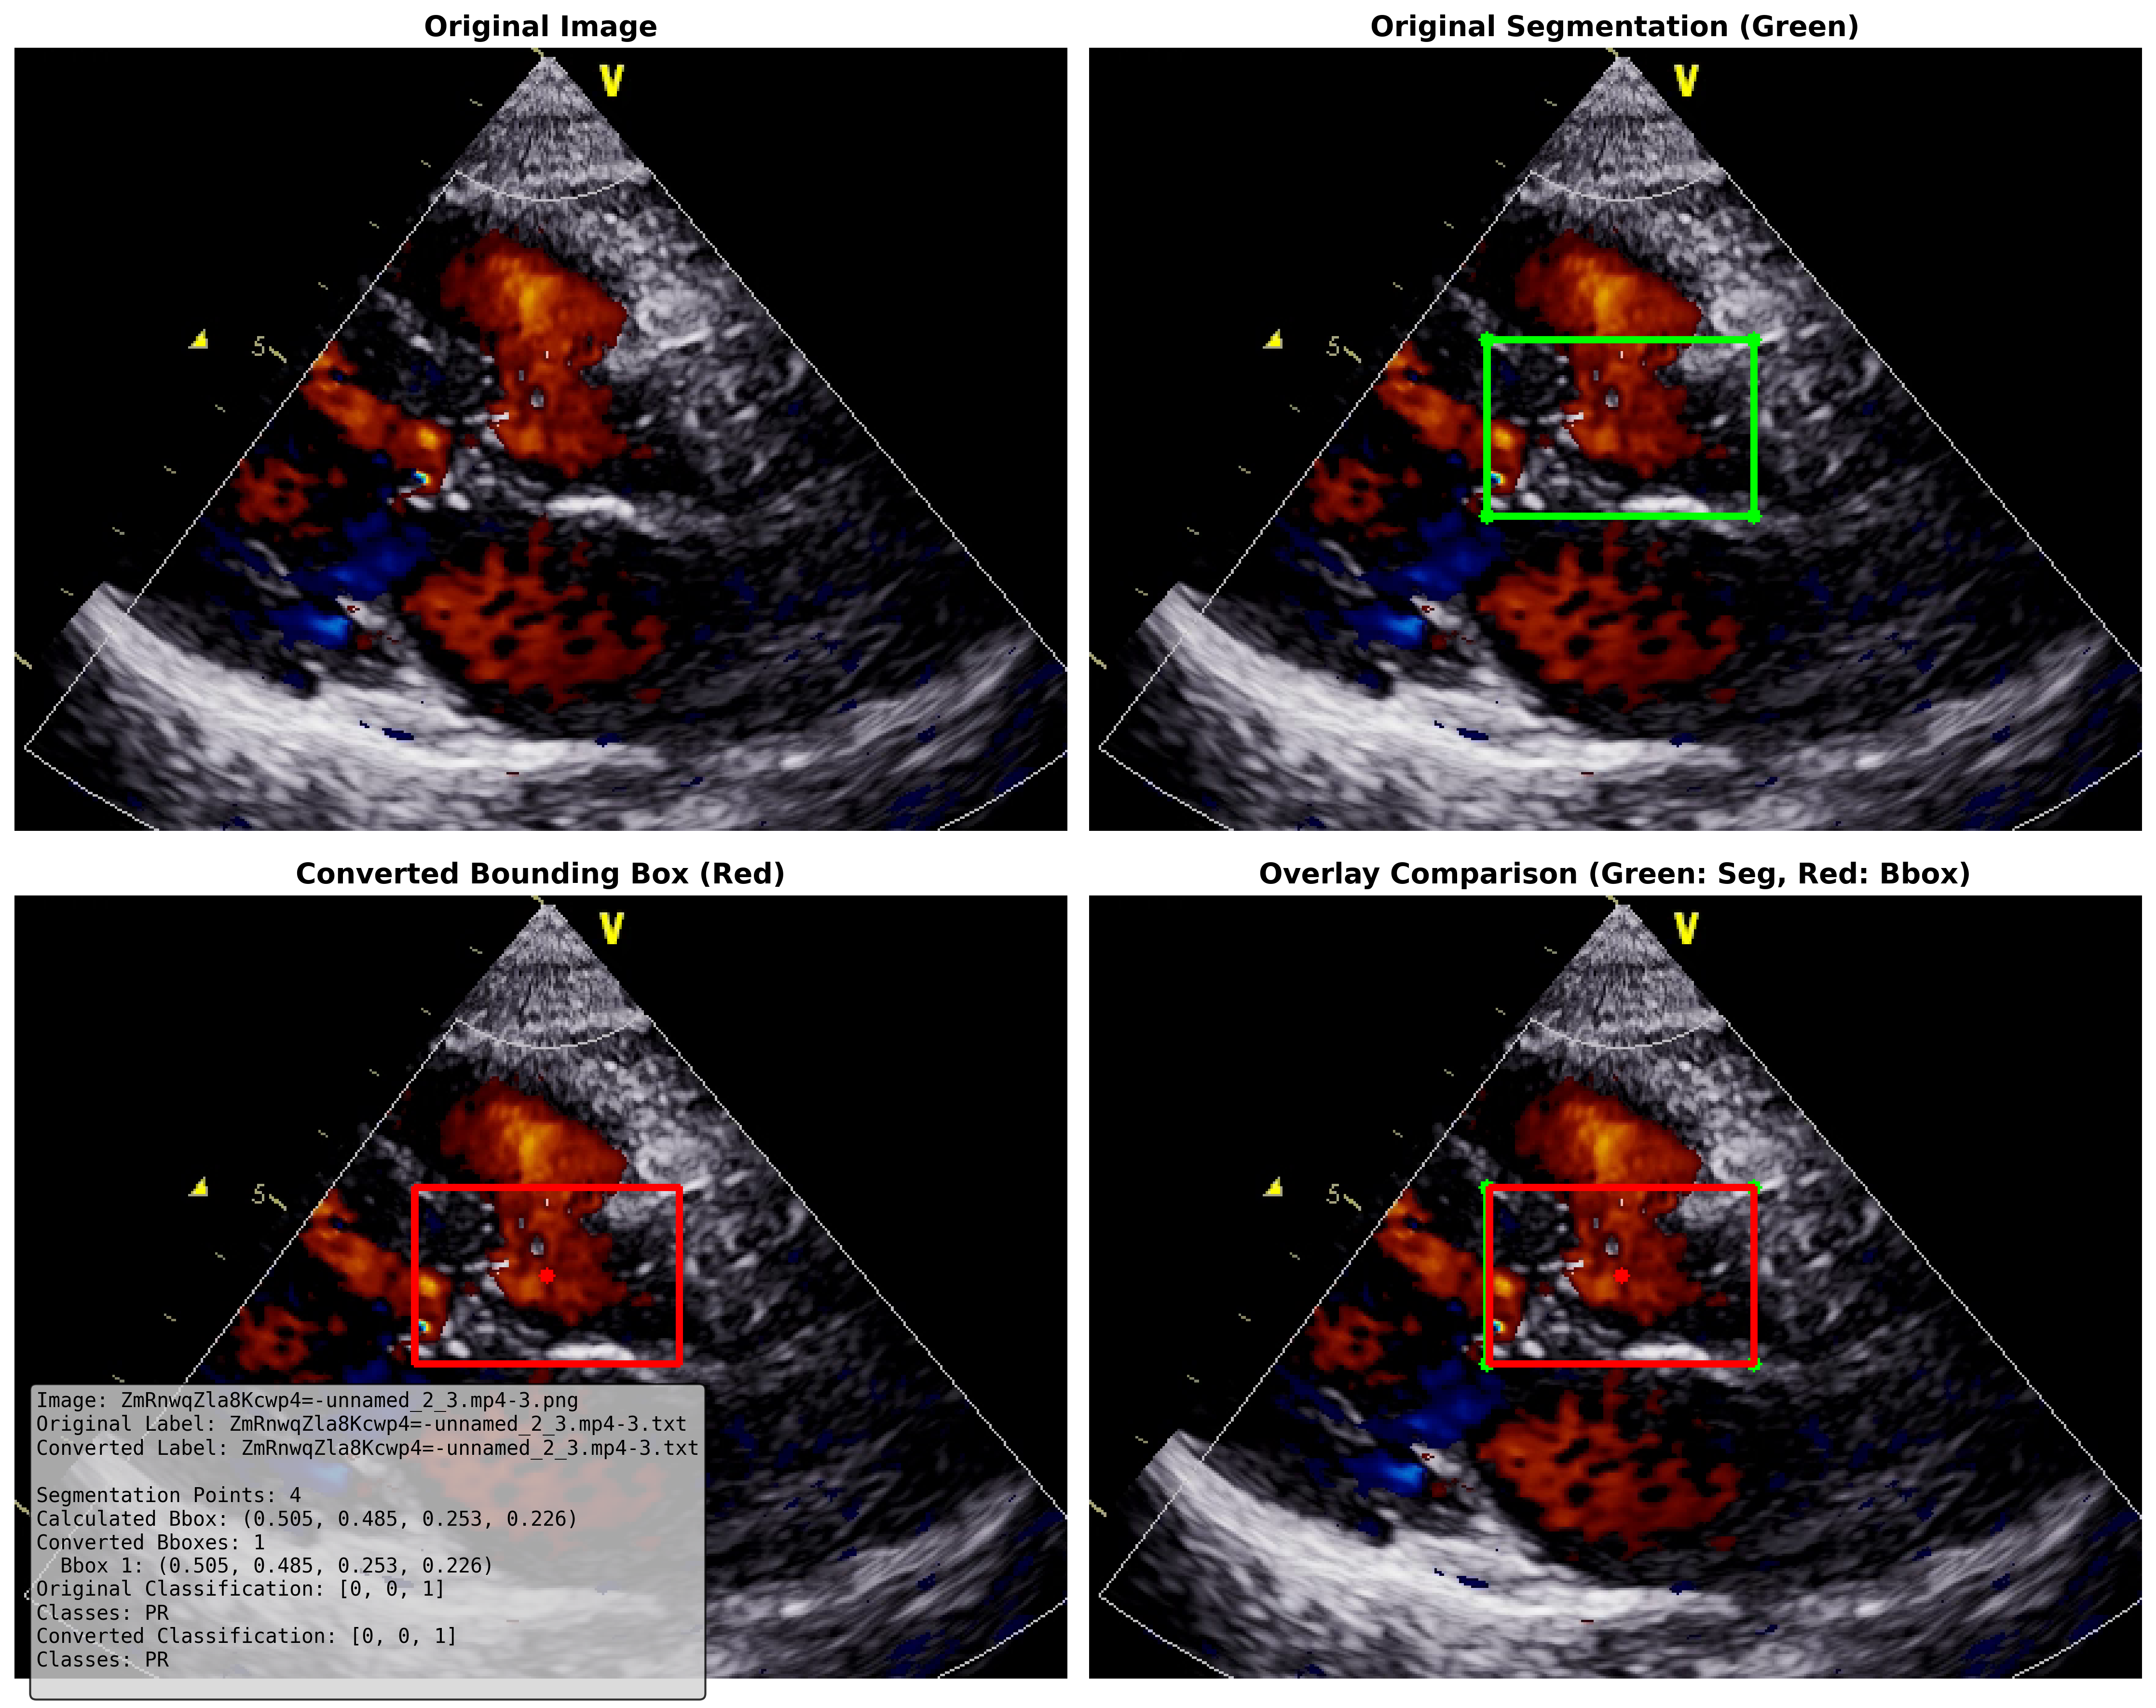 Original Image
Original Segmentation (Green)
V
V
5
5
Converted Bounding Box (Red)
Overlay Comparison (Green: Seg, Red: Bbox)
V
V
5
5
Image: ZmRnwqZla8Kcwp4=-unnamed_2_3.mp4-3.png
Original Label: ZmRnwqZla8Kcwp4=-unnamed_2_3.mp4-3.txt
Converted Label: ZmRnwqZla8Kcwp4=-unnamed_2_3.mp4-3.txt
Segmentation Points: 4
Calculated Bbox: (0.505, 0.485, 0.253, 0.226)
Converted Bboxes: 1
Bbox 1: (0.505, 0.485, 0.253, 0.226)
Original Classification: [0, 0, 1]
Classes: PR
Converted Classification: [0, 0, 1]
Classes: PR